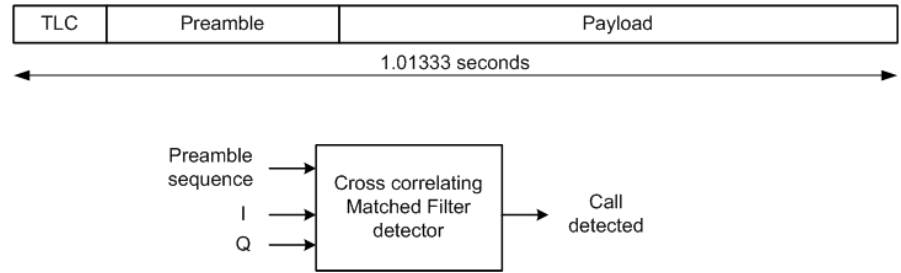 TLC Preamble Payload
1.01333 seconds
Preamble
sequence
I
Q
Cross correlating
Matched Filter
detector
Call
detected